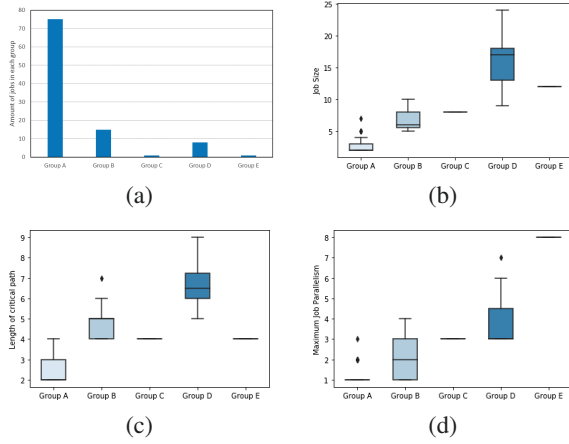 Amount of jobs in each group
80
70
60
50
40
30
20
10
0
Group A Group B Group C Group D Group E
(a)
Job Size
25
20
15
10
5
Group A Group B Group C Group D Group E
(b)
Length of critical path
9
8
7
6
5
4
3
2
Group A Group B Group C Group D Group E
(c)
Maximum Job Parallelism
8
7
6
5
4
3
2
1
Group A Group B Group C Group D Group E
(d)